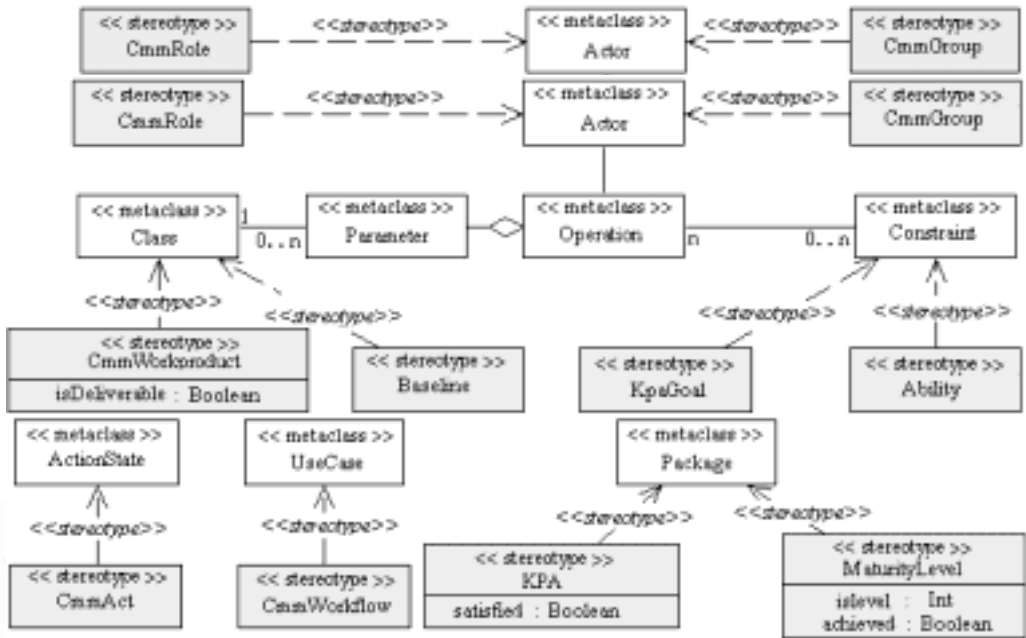 << stereotype >>
CmmRole
<<stereotype>>
<< metaclass >>
Actor
<<stereotype>>
<< stereotype >>
CmmGroup
<< stereotype >>
CmmRole
<<stereotype>>
<< metaclass >>
Actor
<<stereotype>>
<< stereotype >>
CmmGroup
<< metaclass >>
Class
1
0..n
<< metaclass >>
Parameter
<< metaclass >>
Operation
n
0..n
<< metaclass >>
Constraint
<<stereotype>>
<<stereotype>>
<<stereotype>>
<<stereotype>>
<< stereotype >>
CmmWorkproduct
isDeliverable : Boolean
<< stereotype >>
Baseline
<< stereotype >>
KpaGoal
<< stereotype >>
Ability
<< metaclass >>
ActionState
<< metaclass >>
UseCase
<< metaclass >>
Package
<<stereotype>>
<<stereotype>>
<<stereotype>>
<<stereotype>>
<< stereotype >>
CmmAct
<< stereotype >>
CmmWorkflow
<< stereotype >>
KPA
satisfied : Boolean
<< stereotype >>
MaturityLevel
islevel : Int
achieved : Boolean